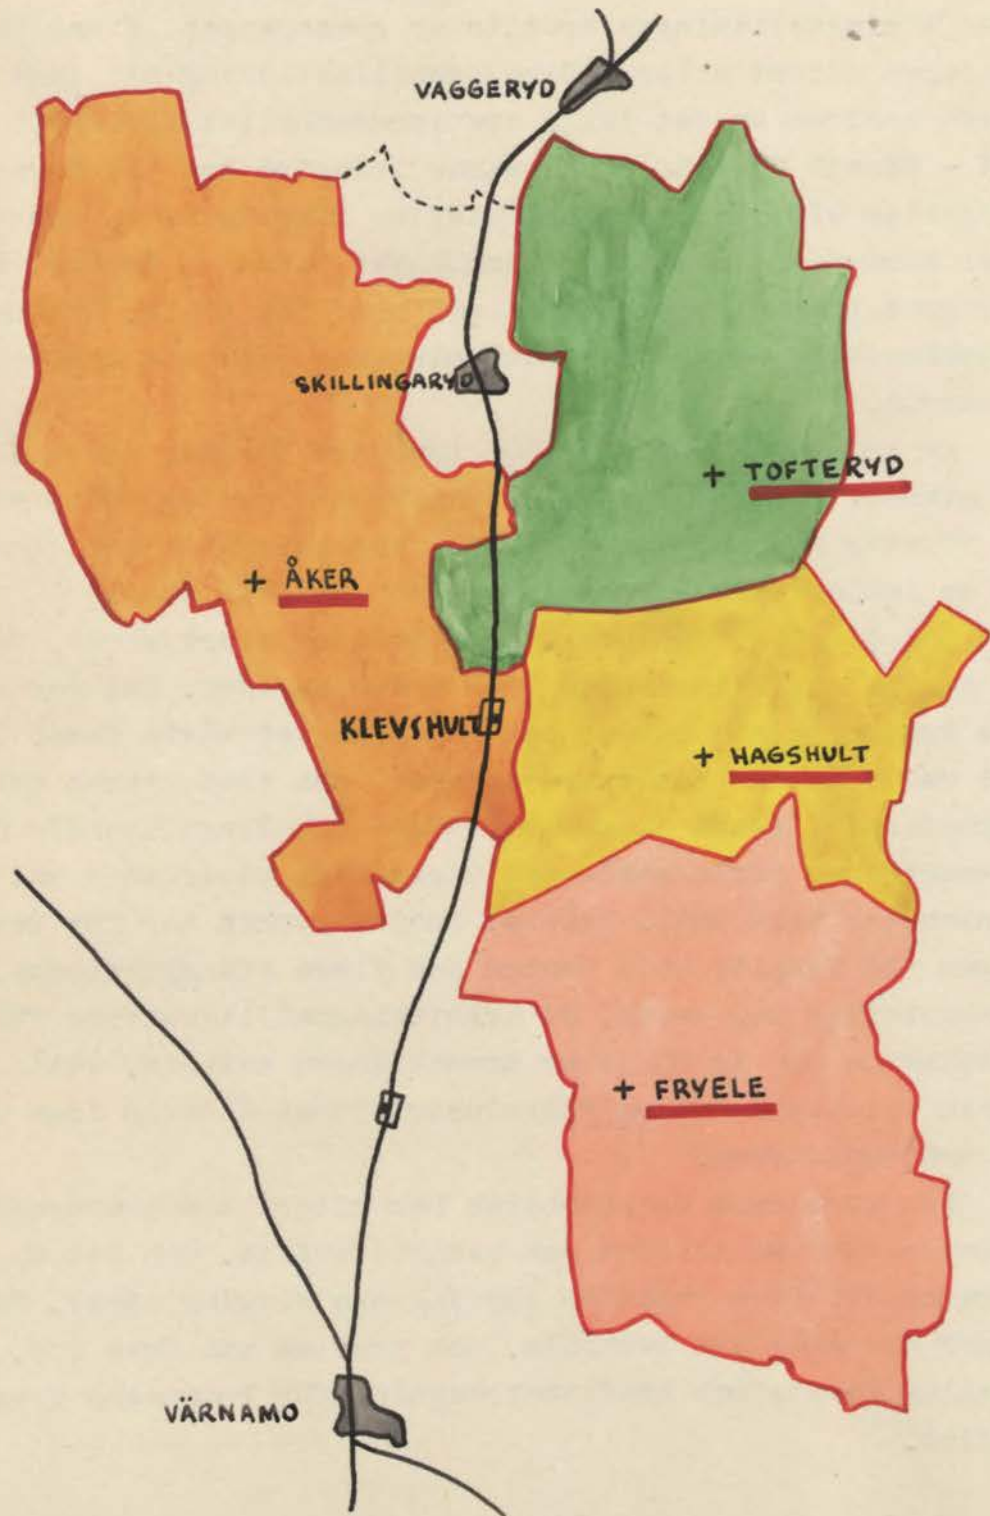 VAGGERYD
SKILLINGARYD
+ TOFTERYD
+ ÅKER
KLEVSHULT
+ HAGSHULT
+ FRYELE
VÄRNAMO